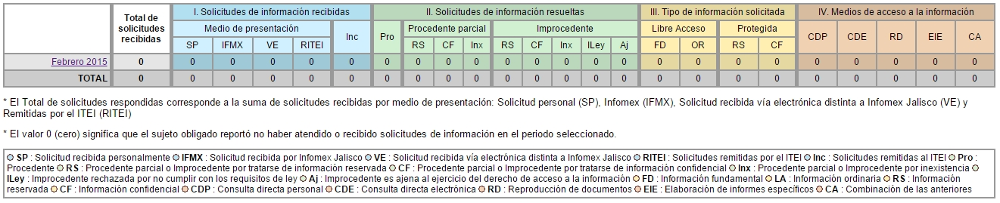 Total de solicitudes recibidas I. Solicitudes de información recibidas II. Solicitudes de información resueltas III. Tipo de información solicitada IV. Medios de acceso a la información
Medio de presentación Inc Pro Procedente parcial Improcedente Libre Acceso Protegida CDP CDE RD EIE CA
SP IFMX VE RITEI RS CF Inx RS CF Inx ILey Aj FD OR RS CF
Febrero 2015 0 0 0 0 0 0 0 0 0 0 0 0 0 0 0 0 0 0 0 0 0 0 0 0
TOTAL 0 0 0 0 0 0 0 0 0 0 0 0 0 0 0 0 0 0 0 0 0 0 0 0
* El Total de solicitudes respondidas corresponde a la suma de solicitudes recibidas por medio de presentación: Solicitud personal (SP), Infomex (IFMX), Solicitud recibida vía electrónica distinta a Infomex Jalisco (VE) y
Remitidas por el ITEI (RITEI)
* El valor 0 (cero) significa que el sujeto obligado reportó no haber atendido o recibido solicitudes de información en el periodo seleccionado.
SP : Solicitud recibida personalmente IFMX : Solicitud recibida por Infomex Jalisco VE : Solicitud recibida vía electrónica distinta a Infomex Jalisco RITEI : Solicitudes remitidas por el ITEI Inc : Solicitudes remitidas al ITEI Pro :
Procedente RS : Procedente parcial o Improcedente por tratarse de información reservada CF : Procedente parcial o Improcedente por tratarse de información confidencial Inx : Procedente parcial o Improcedente por inexistencia
ILey : Improcedente rechazada por no cumplir con los requisitos de ley Aj : Improcedente es ajena al ejercicio del derecho de acceso a la información FD : Información fundamental LA : Información ordinaria RS : Información
reservada CF : Información confidencial CDP : Consulta directa personal CDE : Consulta directa electrónica RD : Reproducción de documentos EIE : Elaboración de informes específicos CA : Combinación de las anteriores